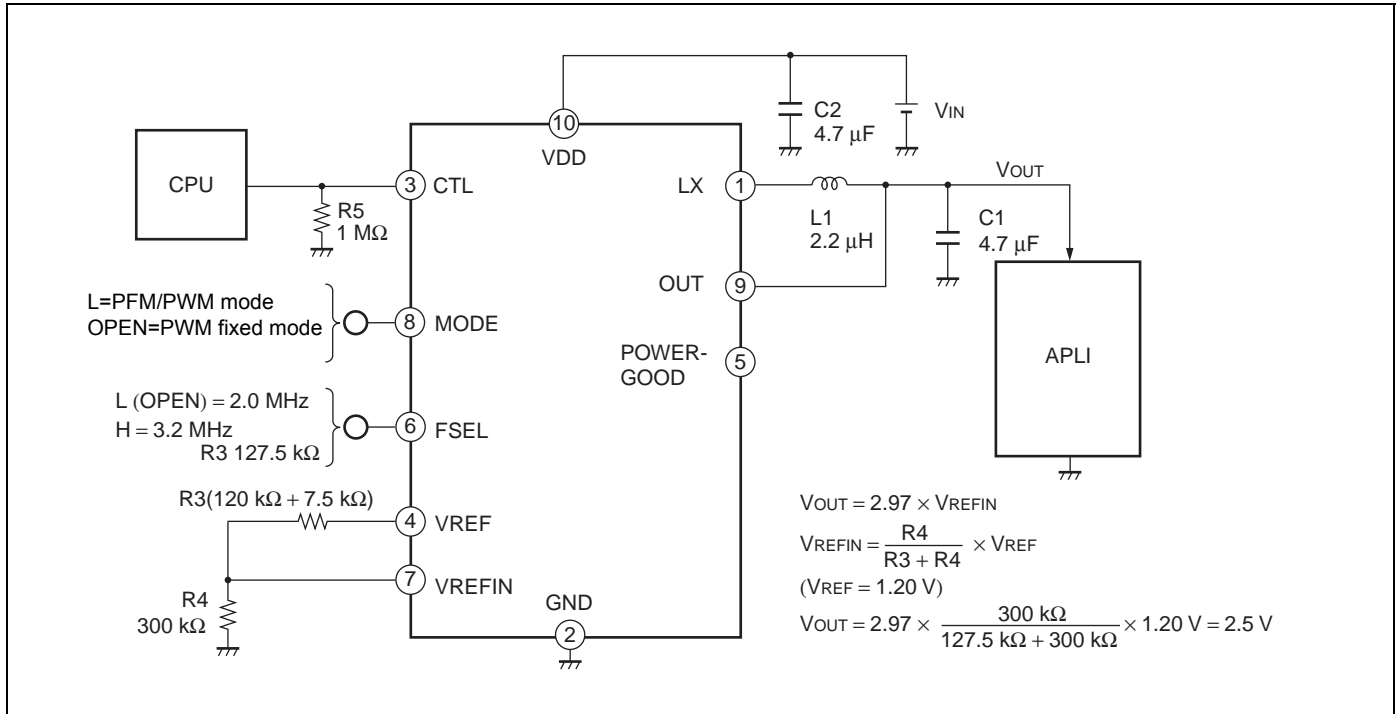 C2
4.7 μF
VIN
10
VDD
CPU
3
CTL
R5
1 MΩ
LX
1
L1
2.2 μH
VOUT
C1
4.7 μF
OUT
9
L=PFM/PWM mode
OPEN=PWM fixed mode
8
MODE
POWER-
GOOD
5
APLI
L (OPEN) = 2.0 MHz
H = 3.2 MHz
R3 127.5 kΩ
6
FSEL
R3(120 kΩ + 7.5 kΩ)
4
VREF
7
VREFIN
R4
300 kΩ
GND
2
VOUT = 2.97 × VREFIN
VREFIN = R4 / R3 + R4 × VREF
(VREF = 1.20 V)
VOUT = 2.97 × 300 kΩ / 127.5 kΩ + 300 kΩ × 1.20 V = 2.5 V